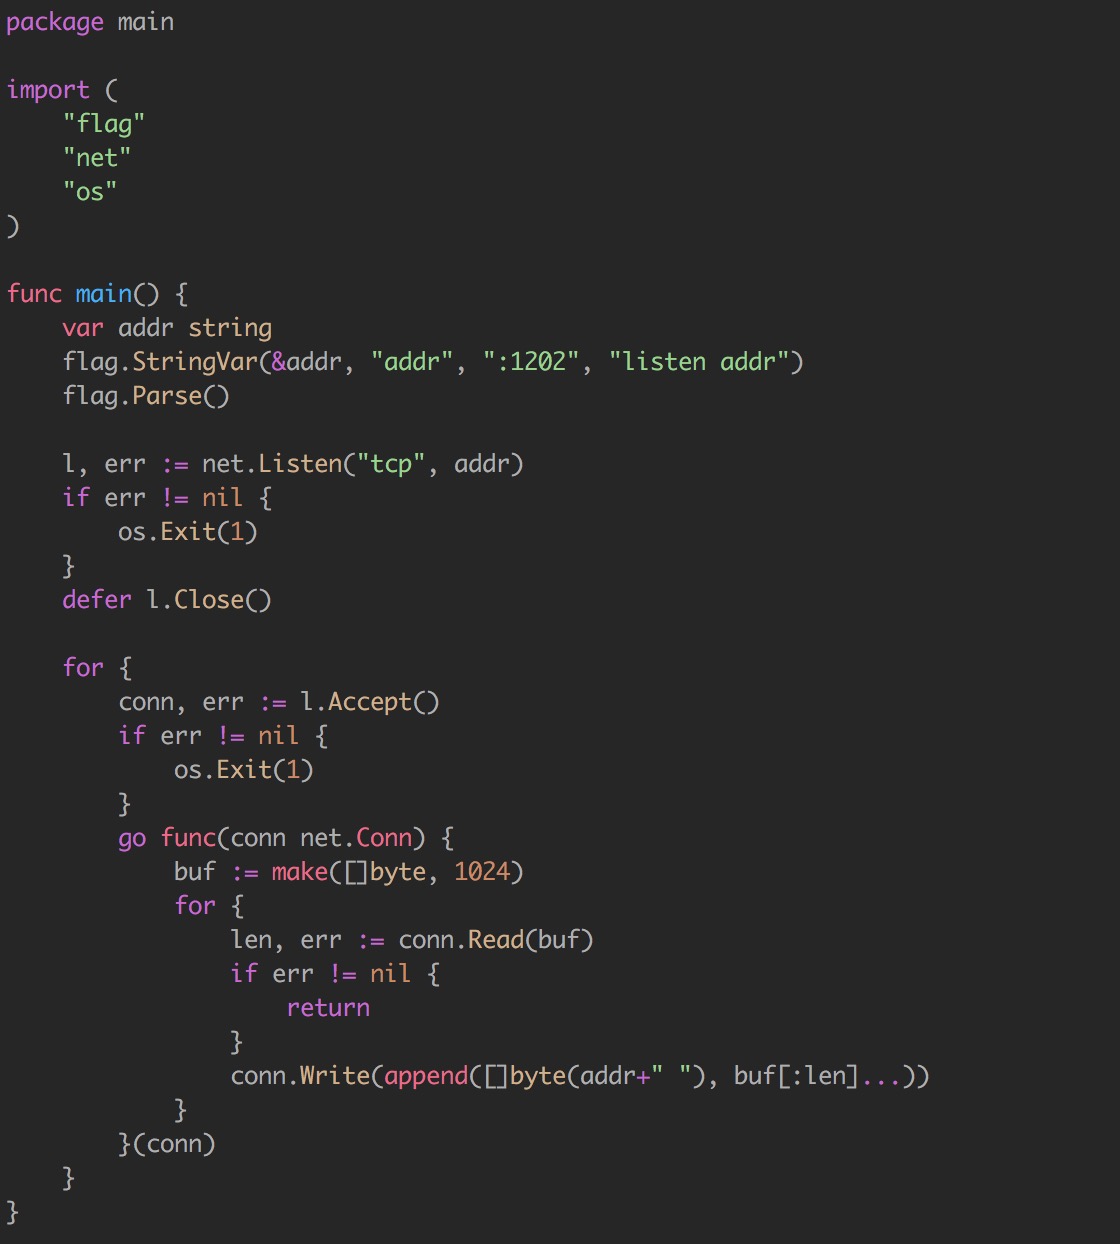 package main

import (
    "flag"
    "net"
    "os"
)

func main() {
    var addr string
    flag.StringVar(&addr, "addr", ":1202", "listen addr")
    flag.Parse()

    l, err := net.Listen("tcp", addr)
    if err != nil {
        os.Exit(1)
    }
    defer l.Close()

    for {
        conn, err := l.Accept()
        if err != nil {
            os.Exit(1)
        }
        go func(conn net.Conn) {
            buf := make([]byte, 1024)
            for {
                len, err := conn.Read(buf)
                if err != nil {
                    return
                }
                conn.Write(append([]byte(addr+" "), buf[:len]...))
            }
        }(conn)
    }
}